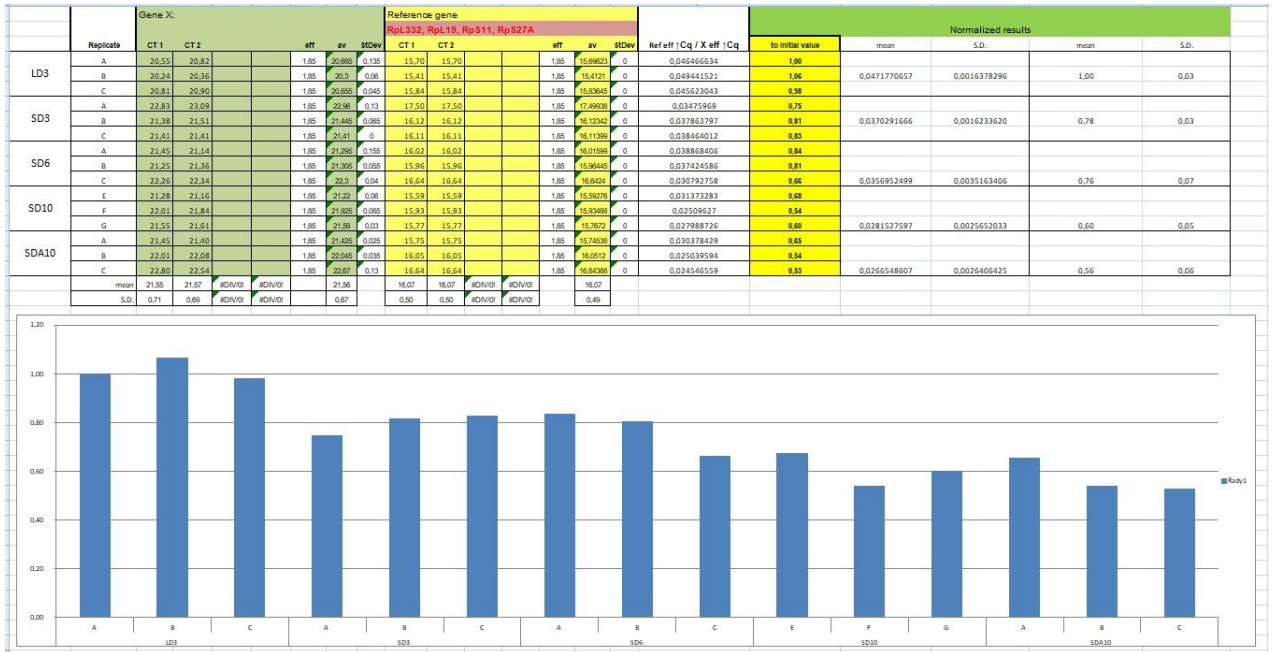 Gene X: Reference gene
RpL332, RpL19, RpS11, RpS27A Normalized results
Replicate CT 1 CT 2 eff av StDev CT 1 CT 2 eff av StDev Ref eff ↑Cq / X eff ↑Cq to initial value mean S.D. mean S.D.
LD3 A 20,55 20,82 1,85 20,685 0,135 15,70 15,70 1,85 15,69623 0 0,046466634 1,00
B 20,24 20,36 1,85 20,3 0,06 15,41 15,41 1,85 15,4121 0 0,049441521 1,06 0,0471770657 0,0016378296 1,00 0,03
C 20,81 20,90 1,85 20,855 0,045 15,84 15,84 1,85 15,83645 0 0,045623043 0,98
SD3 A 22,83 23,09 1,85 22,96 0,13 17,50 17,50 1,85 17,49938 0 0,03475969 0,75
B 21,38 21,51 1,85 21,445 0,065 16,12 16,12 1,85 16,12342 0 0,037863797 0,81 0,0370291666 0,0016233620 0,78 0,03
C 21,41 21,41 1,85 21,41 0 16,11 16,11 1,85 16,11399 0 0,038464012 0,83
SD6 A 21,45 21,14 1,85 21,295 0,155 16,02 16,02 1,85 16,01599 0 0,038868406 0,84
B 21,25 21,36 1,85 21,305 0,055 15,96 15,96 1,85 15,96445 0 0,037424586 0,81
C 22,26 22,34 1,85 22,3 0,04 16,64 16,64 1,85 16,6424 0 0,030792758 0,66 0,0356952499 0,0035163406 0,76 0,07
SD10 E 21,28 21,16 1,85 21,22 0,06 15,59 15,59 1,85 15,59276 0 0,031373283 0,68
F 22,01 21,84 1,85 21,925 0,085 15,93 15,93 1,85 15,93488 0 0,02509627 0,54
G 21,55 21,61 1,85 21,58 0,03 15,77 15,77 1,85 15,7672 0 0,027988726 0,60 0,0281527597 0,0025652033 0,60 0,05
SDA10 A 21,45 21,40 1,85 21,425 0,025 15,75 15,75 1,85 15,74538 0 0,030378429 0,65
B 22,01 22,08 1,85 22,045 0,035 16,05 16,05 1,85 16,0512 0 0,025039594 0,54
C 22,80 22,54 1,85 22,67 0,13 16,64 16,64 1,85 16,64388 0 0,024546559 0,53 0,0266548607 0,0026406425 0,56 0,06
mean 21,55 21,57 #DIV/0! #DIV/0! 21,56 16,07 16,07 #DIV/0! #DIV/0! 16,07
S.D. 0,71 0,69 #DIV/0! #DIV/0! 0,67 0,50 0,50 #DIV/0! #DIV/0! 0,49
1,20
1,00
0,80
0,60
0,40
0,20
0,00
Řady1
A B C A B C A B C E F G A B C
LD3 SD3 SD6 SD10 SDA10